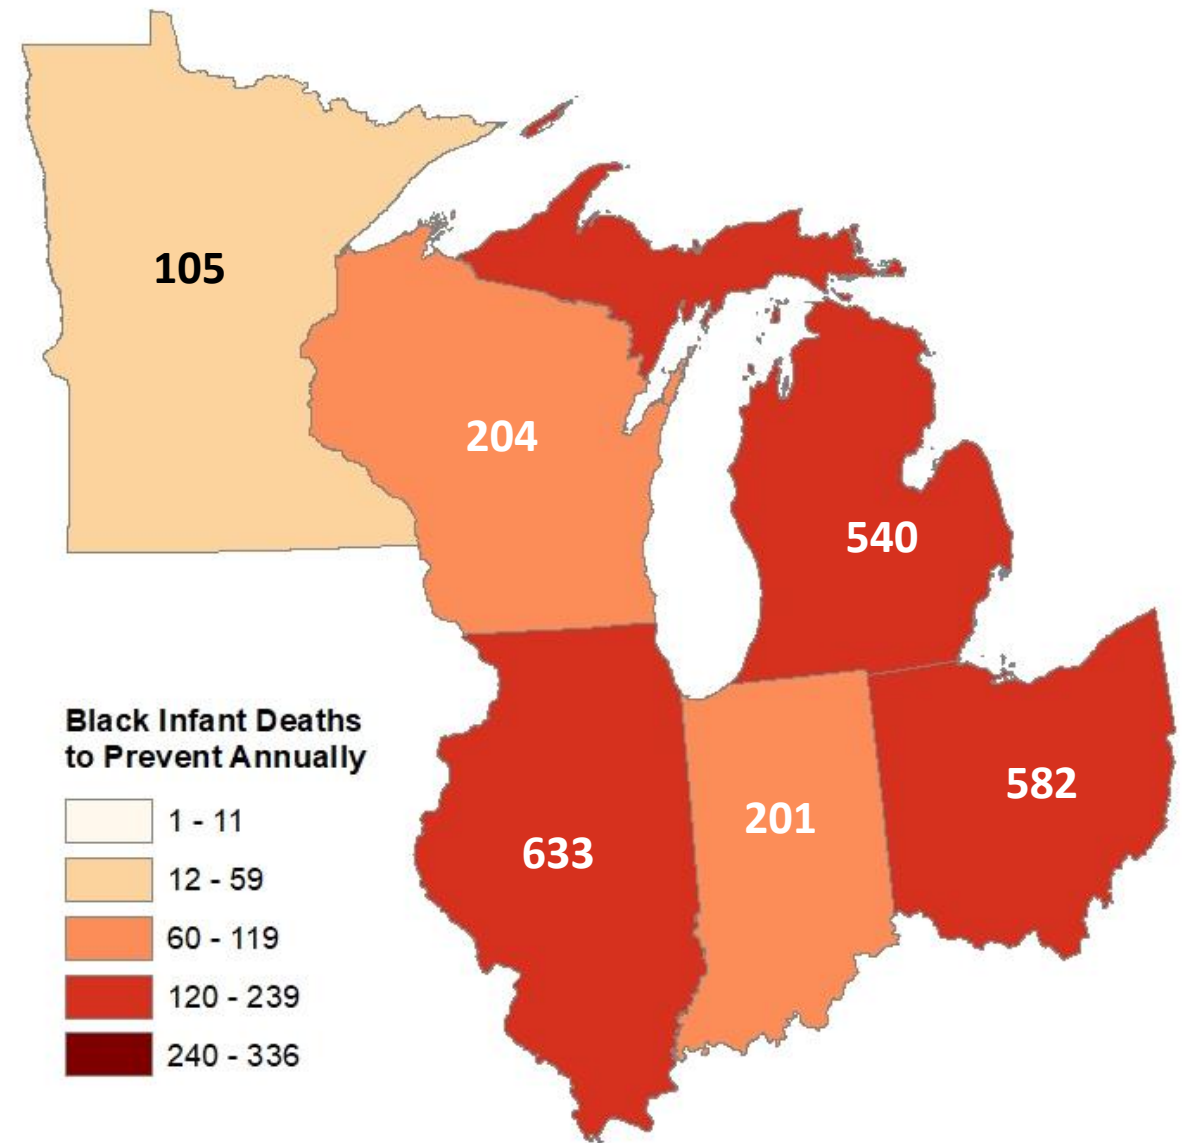 105
204
540
Black Infant Deaths
to Prevent Annually
582
1 - 11
201
633
12 - 59
60 - 119
120 - 239
240 - 336